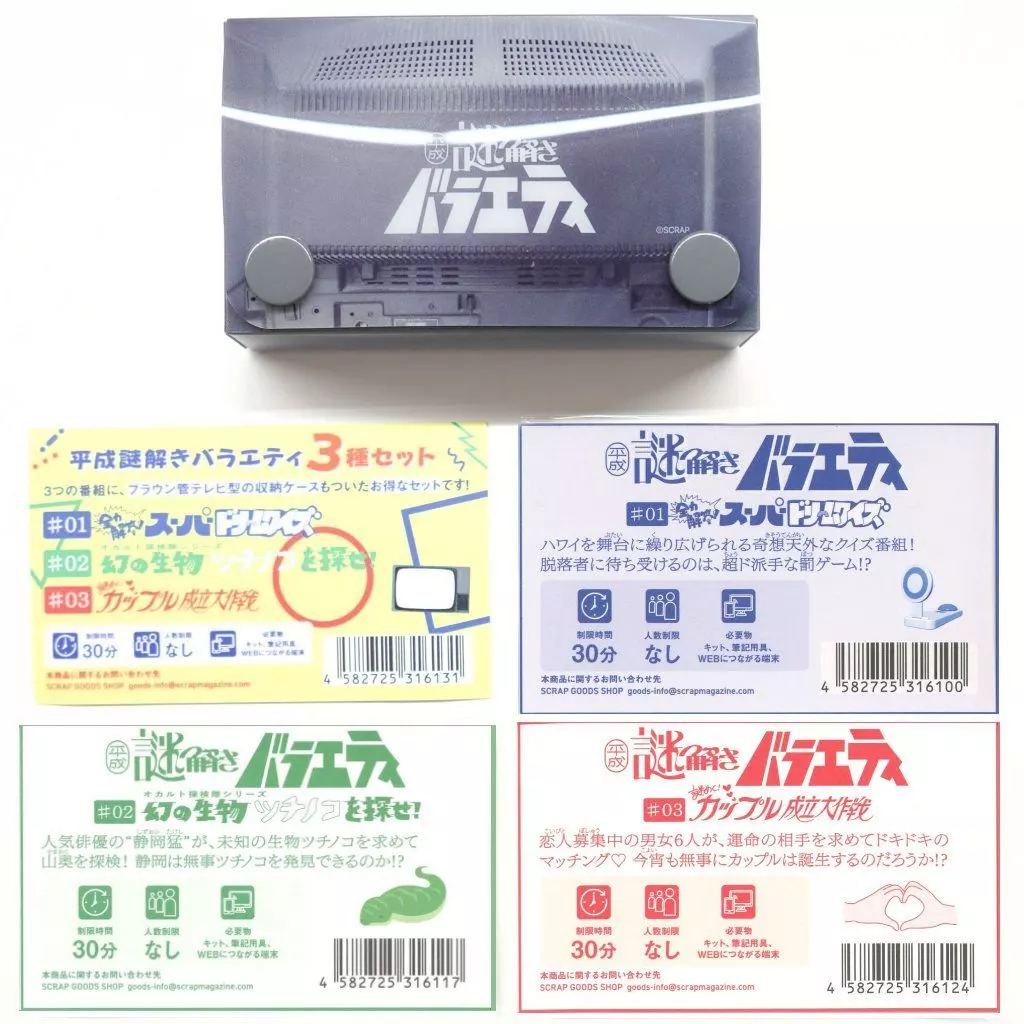 平成 謎解き
バラエティ
©SCRAP
平成謎解きバラエティ3種セット
3つの番組に、ブラウン管テレビ型の収納ケースもついたお得なセットです!
#01 全力解答!スーパードリームクイズ
オカルト探検隊シリーズ
#02 幻の生物ツチノコを探せ!
#03 謎めく!カップル成立大作戦
制限時間
30分
人数制限
なし
必要物
キット、筆記用具、
WEBにつながる端末
本商品に関するお問い合わせ先
SCRAP GOODS SHOP goods-info@scrapmagazine.com
4 582725 316131
平成 謎解き バラエティ
#01 全力解答!スーパードリームクイズ
ハワイを舞台に繰り広げられる奇想天外なクイズ番組!
脱落者に待ち受けるのは、超ド派手な罰ゲーム!?
制限時間
30分
人数制限
なし
必要物
キット、筆記用具、
WEBにつながる端末
本商品に関するお問い合わせ先
SCRAP GOODS SHOP goods-info@scrapmagazine.com
4 582725 316100
平成 謎解き バラエティ
オカルト探検隊シリーズ
#02 幻の生物ツチノコを探せ!
人気俳優の“静岡猛”が、未知の生物ツチノコを求めて
山奥を探検! 静岡は無事ツチノコを発見できるのか!?
制限時間
30分
人数制限
なし
必要物
キット、筆記用具、
WEBにつながる端末
本商品に関するお問い合わせ先
SCRAP GOODS SHOP goods-info@scrapmagazine.com
4 582725 316117
平成 謎解き バラエティ
#03 謎めく!カップル成立大作戦
恋人募集中の男女6人が、運命の相手を求めてドキドキの
マッチング♡ 今宵も無事にカップルは誕生するのだろうか!?
制限時間
30分
人数制限
なし
必要物
キット、筆記用具、
WEBにつながる端末
本商品に関するお問い合わせ先
SCRAP GOODS SHOP goods-info@scrapmagazine.com
4 582725 316124